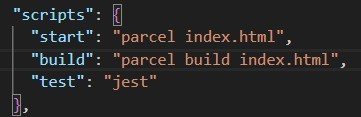 "scripts": {
"start": "parcel index.html",
"build": "parcel build index.html",
"test": "jest"
},